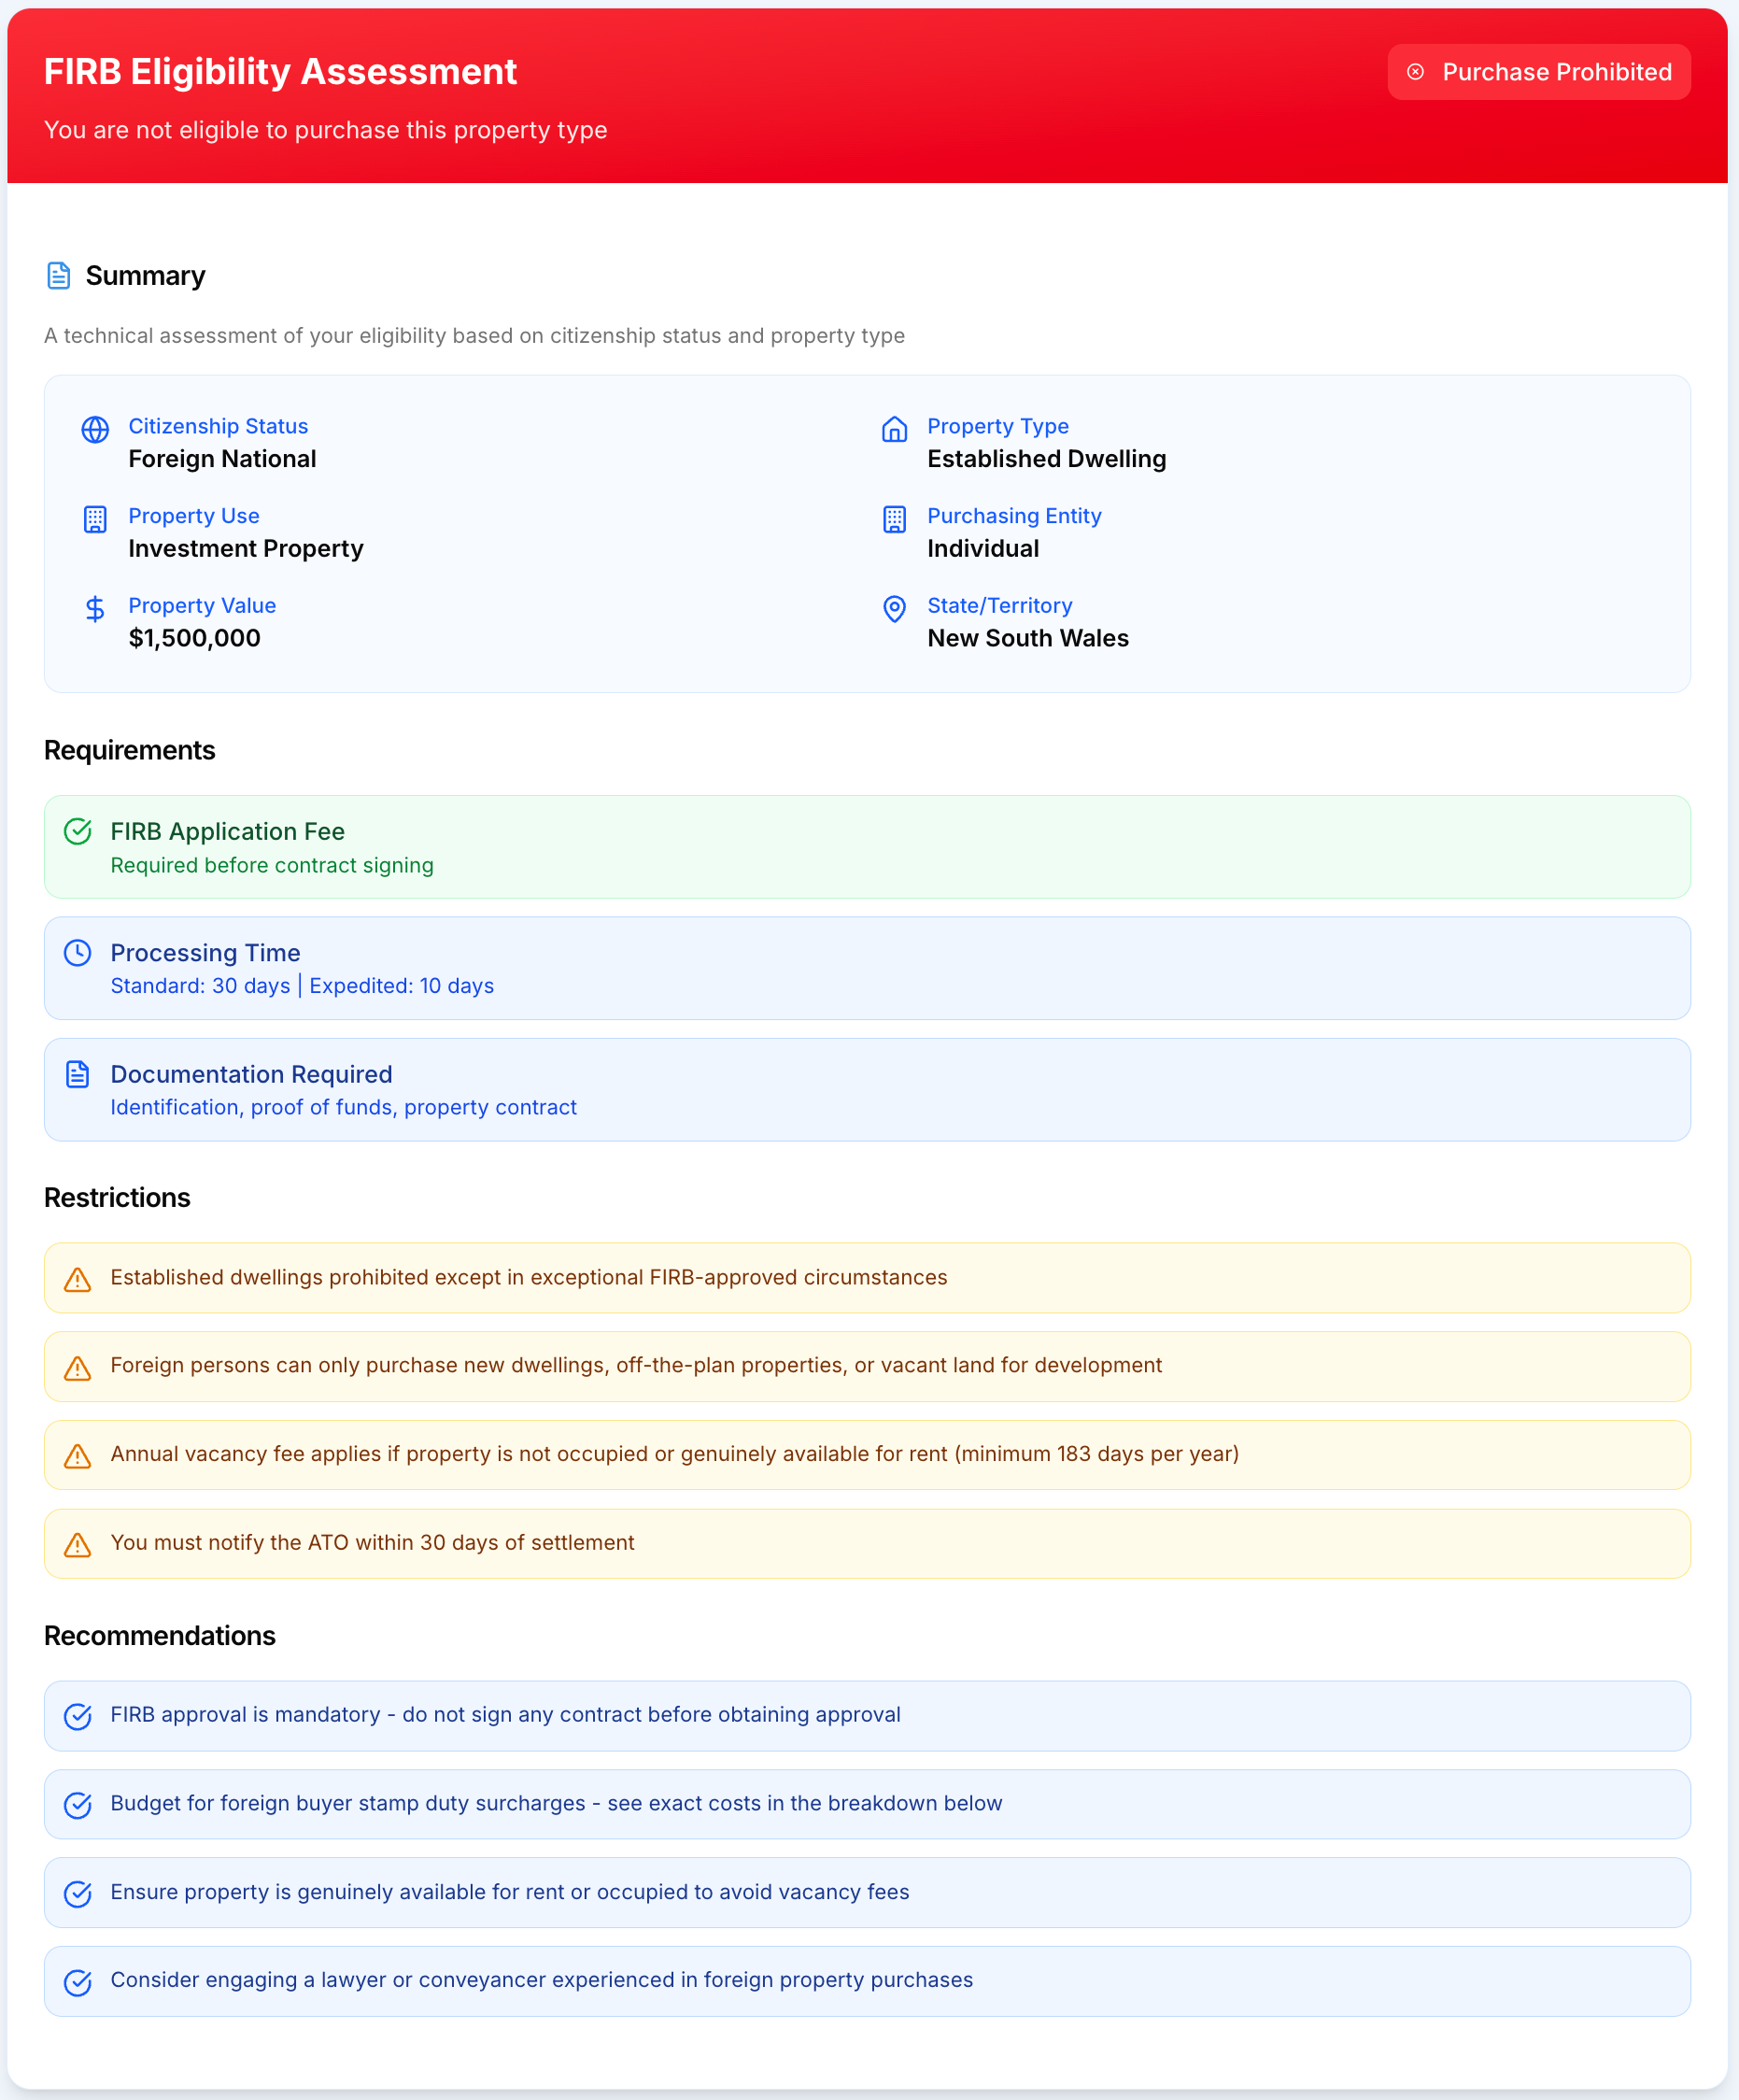 FIRB Eligibility Assessment
Purchase Prohibited
You are not eligible to purchase this property type
Summary
A technical assessment of your eligibility based on citizenship status and property type
Citizenship Status
Foreign National
Property Type
Established Dwelling
Property Use
Investment Property
Purchasing Entity
Individual
Property Value
$1,500,000
State/Territory
New South Wales
Requirements
FIRB Application Fee
Required before contract signing
Processing Time
Standard: 30 days | Expedited: 10 days
Documentation Required
Identification, proof of funds, property contract
Restrictions
Established dwellings prohibited except in exceptional FIRB-approved circumstances
Foreign persons can only purchase new dwellings, off-the-plan properties, or vacant land for development
Annual vacancy fee applies if property is not occupied or genuinely available for rent (minimum 183 days per year)
You must notify the ATO within 30 days of settlement
Recommendations
FIRB approval is mandatory - do not sign any contract before obtaining approval
Budget for foreign buyer stamp duty surcharges - see exact costs in the breakdown below
Ensure property is genuinely available for rent or occupied to avoid vacancy fees
Consider engaging a lawyer or conveyancer experienced in foreign property purchases